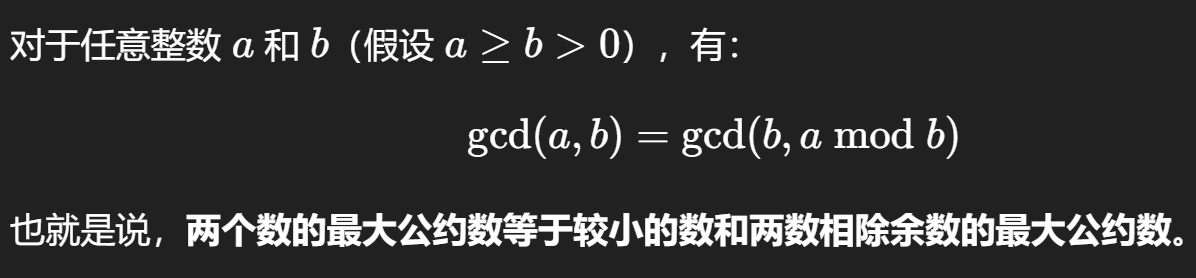 对于任意整数 a 和 b（假设 a ≥ b > 0），有：
gcd(a, b) = gcd(b, a mod b)
也就是说，两个数的最大公约数等于较小的数和两数相除余数的最大公约数。